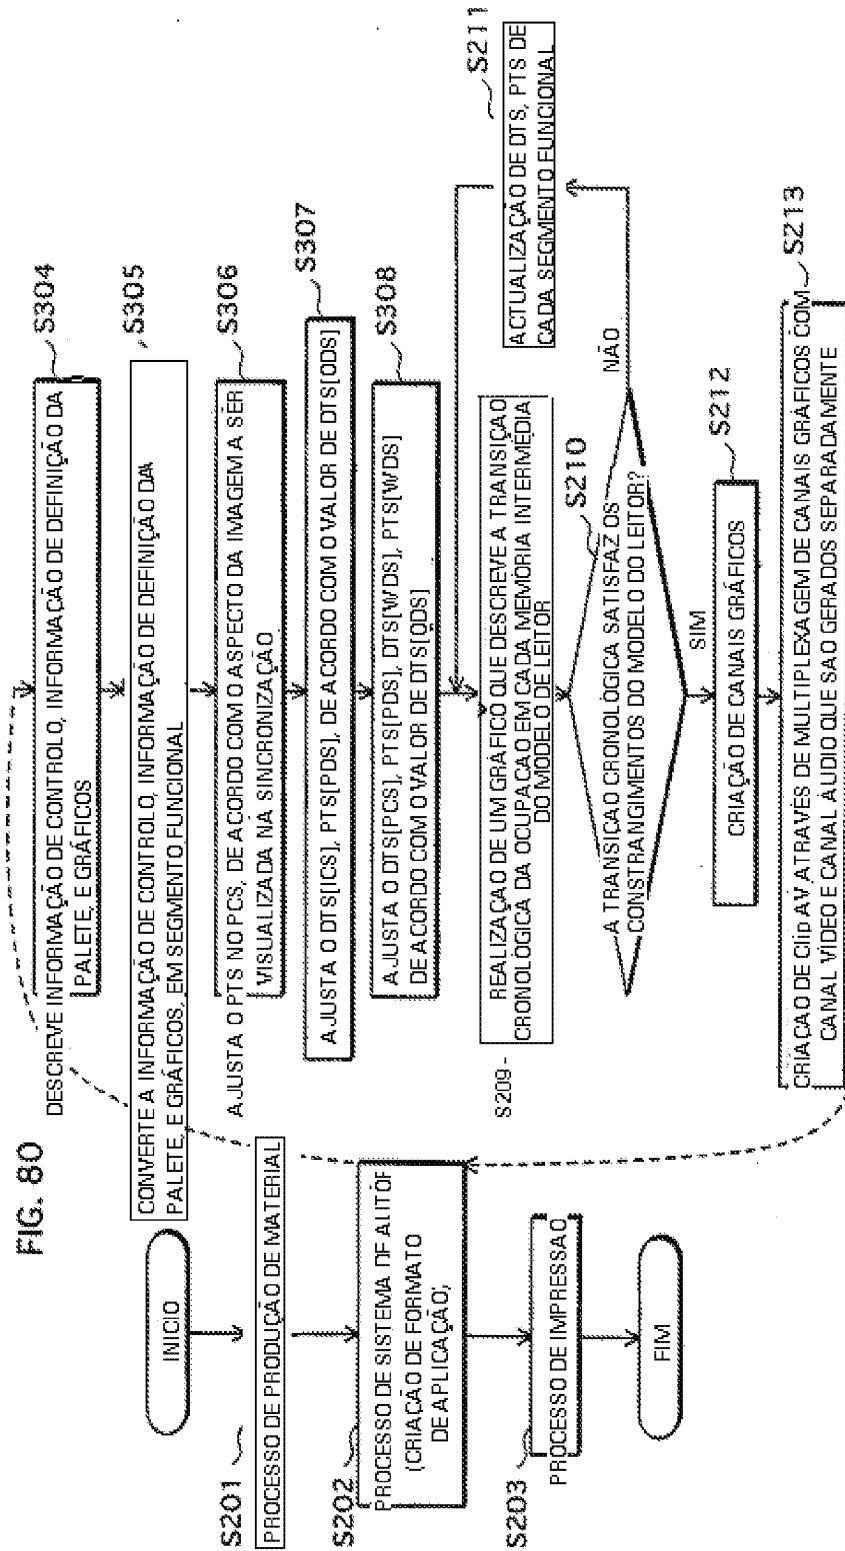 FIG. 80
INICIO
S201
PROCESSO DE PRODUÇÃO DE MATERIAL
S202
PROCESSO DE SISTEMA DE
(CRIAÇÃO DE FORMATO
DE APLICAÇÃO;
S203
PROCESSO DE IMPRESSAO
FIM
S304
DESCREVE INFORMAÇÃO DE CONTROLO, INFORMAÇÃO DE DEFINIÇÃO DA
PALETE, E GRÁFICOS
S305
CONVERTE A INFORMAÇÃO DE CONTROLO, INFORMAÇÃO DE DEFINIÇÃO DA
PALETE, E GRÁFICOS, EM SEGMENTO FUNCIONAL
S306
AJUSTA O PTS NO PCS, DE ACORDO COM O ASPECTO DA IMAGEM A SER
VISUALIZADA NA SINCRONIZAÇÃO
S307
AJUSTA O DTS[ICS], PTS[PDS], DE ACORDO COM O VALOR DE DTS[ODS]
S308
AJUSTA O DTS[PCS], PTS[PDS], DTS[WDS], PTS[WDS]
DE ACORDO COM O VALOR DE DTS[ODS]
S209-
REALIZAÇÃO DE UM GRÁFICO QUE DESCREVE A TRANSIÇÃO
CRONOLÓGICA DA OCUPAÇÃO EM CADA MEMÓRIA INTERMÉDIA
DO MODELO DE LEITOR
S210
A TRANSIÇÃO CRONOLÓGICA SATISFAZ OS
CONSTRANGIMENTOS DO MODELO DO LEITOR?
NÃO
S211
ACTUALIZAÇÃO DE DTS, PTS DE
CADA SEGMENTO FUNCIONAL
SIM
S212
CRIAÇÃO DE CANAIS GRÁFICOS
S213
CRIAÇÃO DE Clip AV ATRAVÉS DE MULTIPLEXAGEM DE CANAIS GRÁFICOS COM
CANAL VÍDEO E CANAL ÁUDIO QUE SÃO GERADOS SEPARADAMENTE